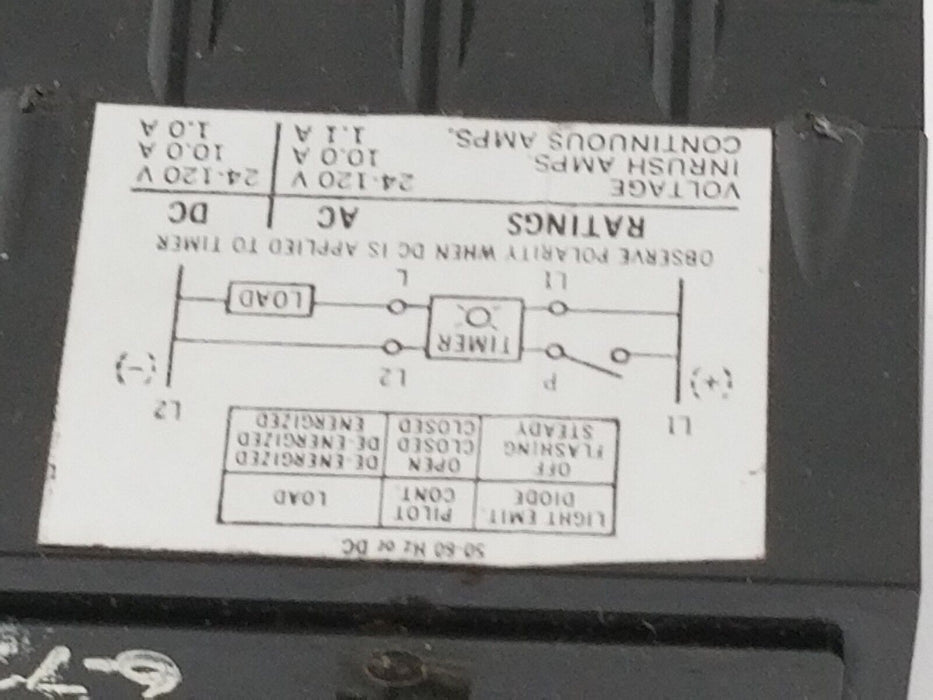 50-60 Hz or DC
LIGHT EMIT. PILOT LOAD
DIODE CONT.
OFF OPEN DE-ENERGIZED
FLASHING CLOSED DE-ENERGIZED
STEADY CLOSED ENERGIZED
L1 L2
(+) P L2 (-)
TIMER
LOAD
L1 L
OBSERVE POLARITY WHEN DC IS APPLIED TO TIMER
RATINGS AC DC
VOLTAGE 24-120 V 24-120 V
INRUSH AMPS. 10.0 A 10.0 A
CONTINUOUS AMPS. 1.1 A 1.0 A